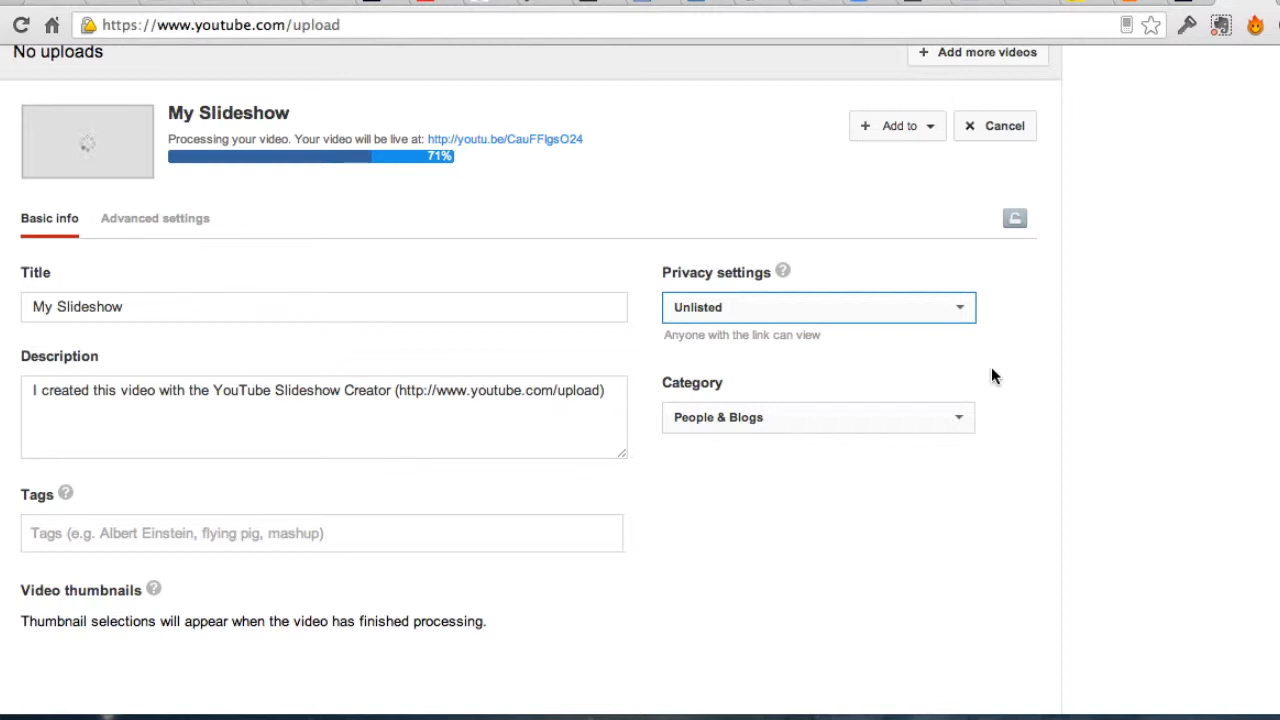 https://www.youtube.com/upload
No uploads
+ Add more videos
My Slideshow
Processing your video. Your video will be live at: http://youtu.be/CauFFlgsO24
71%
+ Add to
× Cancel
Basic info
Advanced settings
Title
My Slideshow
Privacy settings ?
Unlisted
Anyone with the link can view
Description
I created this video with the YouTube Slideshow Creator (http://www.youtube.com/upload)
Category
People & Blogs
Tags ?
Tags (e.g. Albert Einstein, flying pig, mashup)
Video thumbnails ?
Thumbnail selections will appear when the video has finished processing.